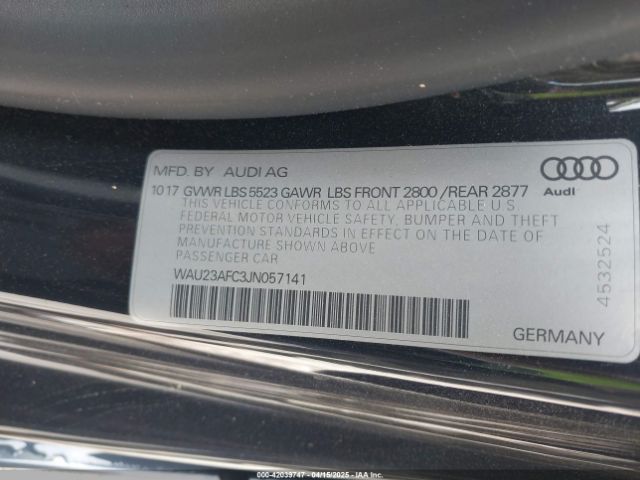 MFD. BY AUDI AG
10 17 GVWR LBS 5523 GAWR LBS FRONT 2800 / REAR 2877
THIS VEHICLE CONFORMS TO ALL APPLICABLE U.S.
FEDERAL MOTOR VEHICLE SAFETY, BUMPER AND THEFT
PREVENTION STANDARDS IN EFFECT ON THE DATE OF
MANUFACTURE SHOWN ABOVE
PASSENGER CAR
WAU23AFC3JN057141
Audi
4532524
GERMANY
000-42039747 - 04/15/2025 - IAA Inc.